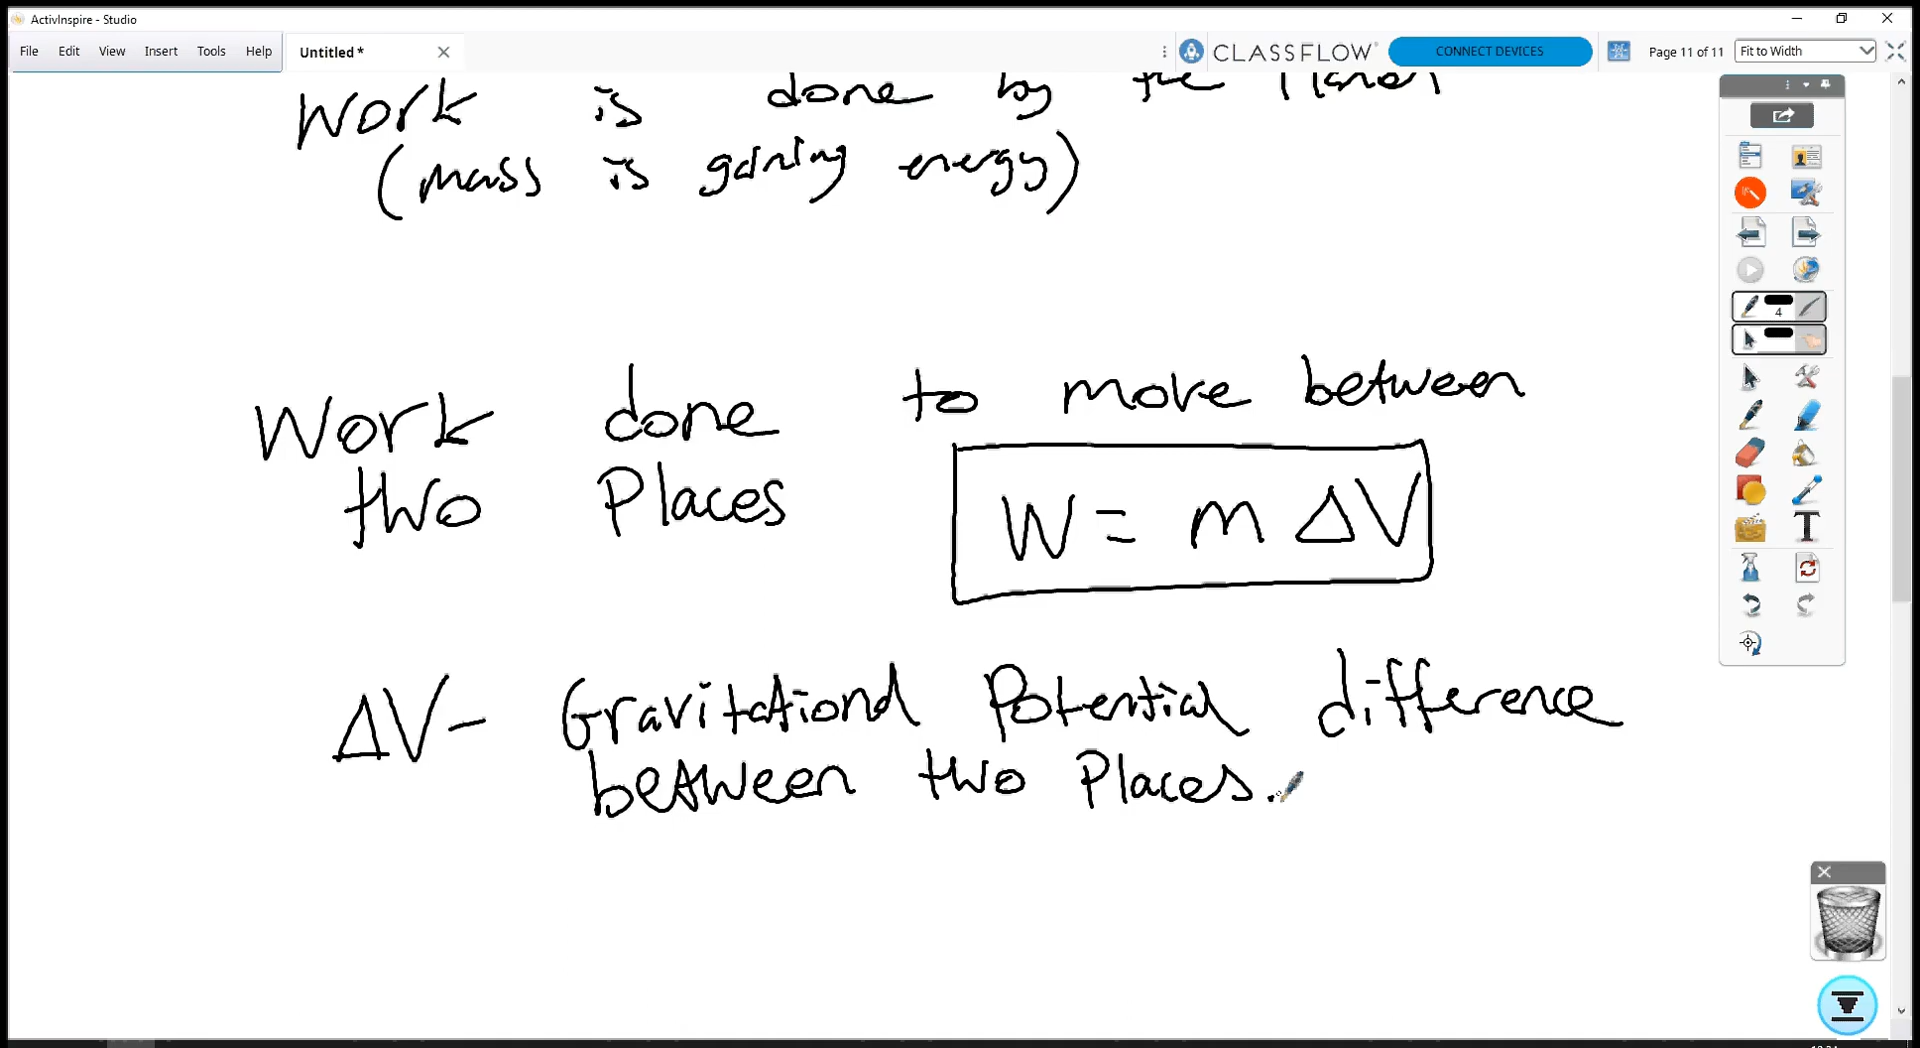 ActivInspire - Studio
File Edit View Insert Tools Help Untitled *
CLASSFLOW CONNECT DEVICES Page 11 of 11 Fit to Width
Work is done by the
(mass is gaining energy)
4
Work done to move between
two Places
W = m ΔV
ΔV - Gravitational Potential difference
between two Places.
T